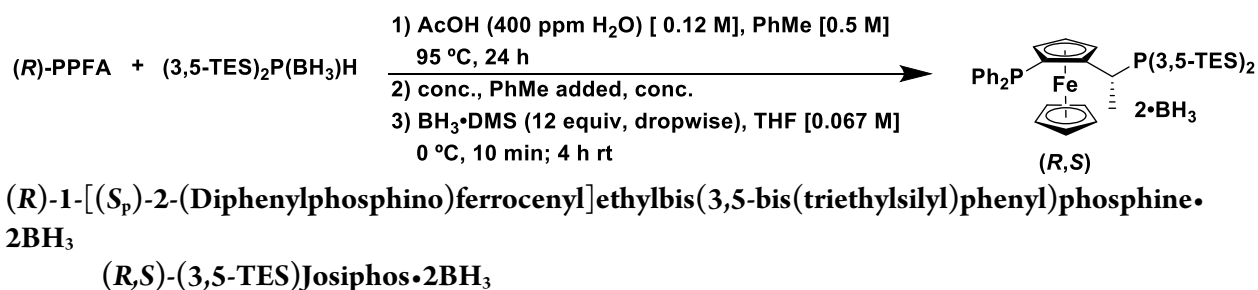 1) AcOH (400 ppm H₂O) [ 0.12 M], PhMe [0.5 M]
95 ºC, 24 h
(R)-PPFA + (3,5-TES)₂P(BH₃)H
2) conc., PhMe added, conc.
3) BH₃•DMS (12 equiv, dropwise), THF [0.067 M]
0 ºC, 10 min; 4 h rt
Ph₂P
Fe
P(3,5-TES)₂
2•BH₃
(R,S)
(R)-1-[(Sₚ)-2-(Diphenylphosphino)ferrocenyl]ethylbis(3,5-bis(triethylsilyl)phenyl)phosphine•
2BH₃
(R,S)-(3,5-TES)Josiphos•2BH₃